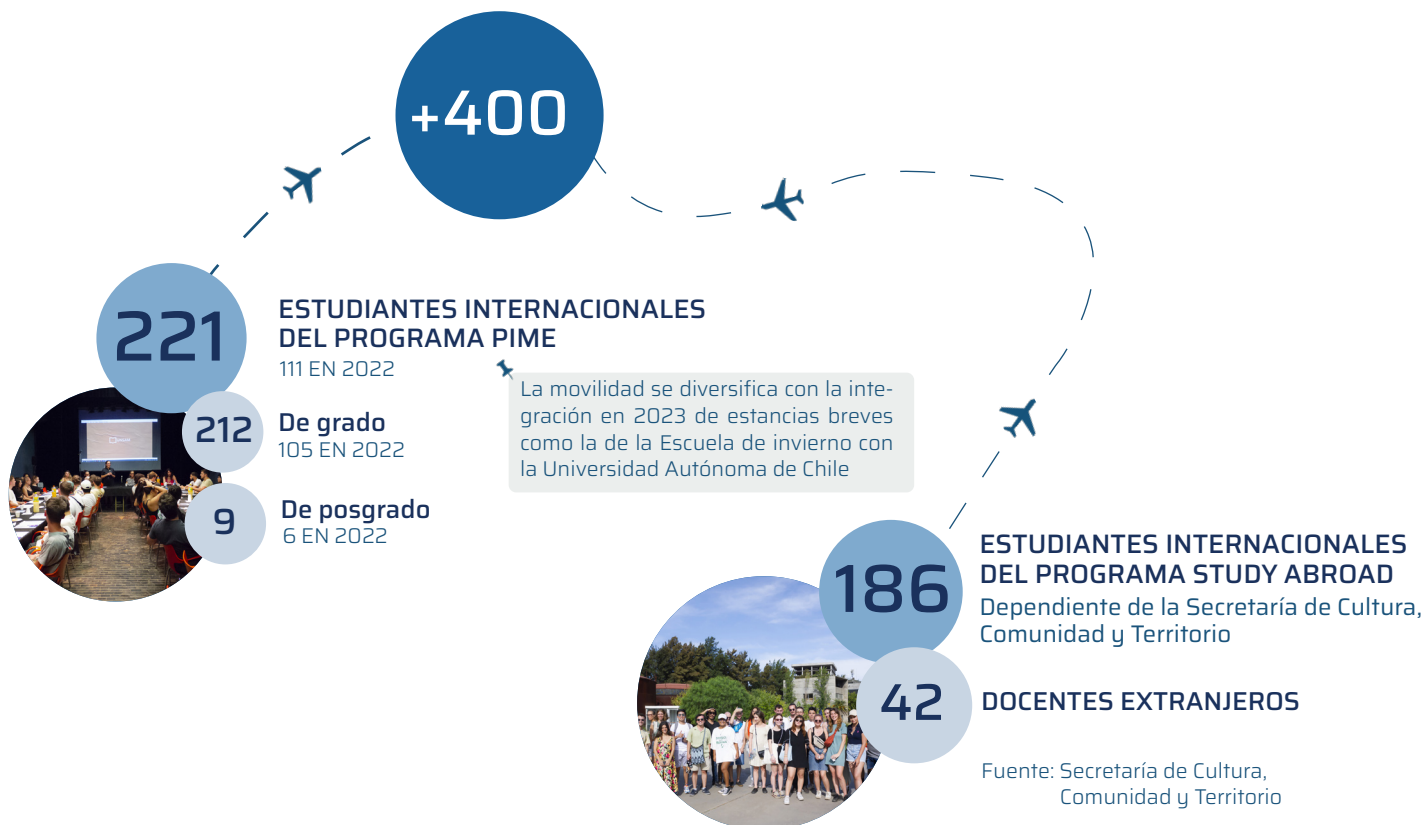 +400
221
ESTUDIANTES INTERNACIONALES
DEL PROGRAMA PIME
111 EN 2022
212
De grado
105 EN 2022
9
De posgrado
6 EN 2022
La movilidad se diversifica con la inte-
gración en 2023 de estancias breves
como la de la Escuela de invierno con
la Universidad Autónoma de Chile
186
ESTUDIANTES INTERNACIONALES
DEL PROGRAMA STUDY ABROAD
Dependiente de la Secretaría de Cultura,
Comunidad y Territorio
42
DOCENTES EXTRANJEROS
Fuente: Secretaría de Cultura,
Comunidad y Territorio